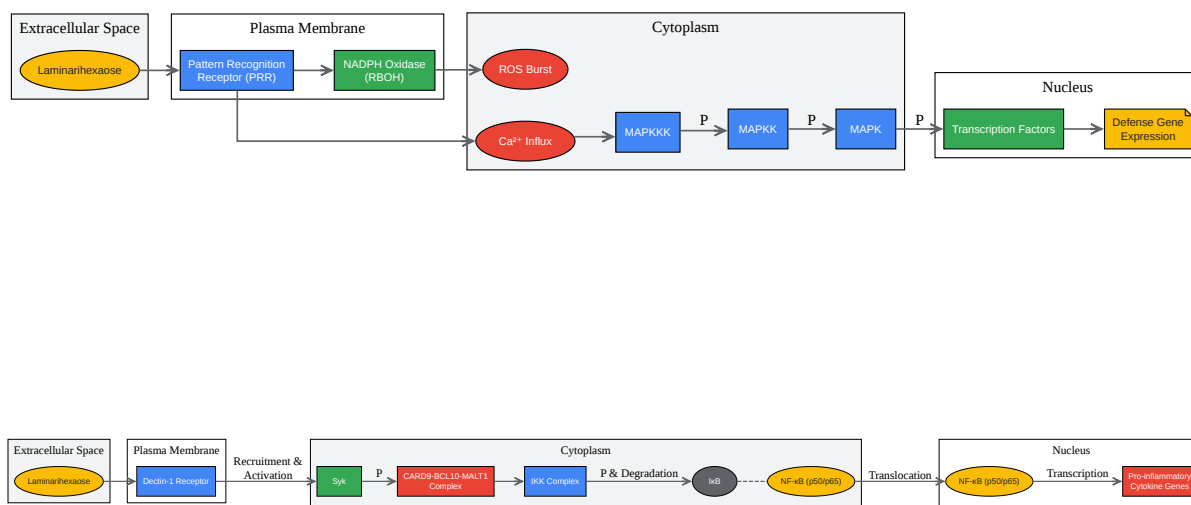 Extracellular Space
Plasma Membrane
Cytoplasm
Nucleus
Laminarihexaose
Pattern Recognition
Receptor (PRR)
NADPH Oxidase
(RBOH)
ROS Burst
Ca²⁺ Influx
MAPKKK
P
MAPKK
P
MAPK
P
Transcription Factors
Defense Gene
Expression
Extracellular Space
Plasma Membrane
Cytoplasm
Nucleus
Laminarihexaose
Dectin-1 Receptor
Recruitment &
Activation
Syk
P
CARD9-BCL10-MALT1
Complex
IKK Complex
P & Degradation
IκB
NF-κB (p50/p65)
Translocation
NF-κB (p50/p65)
Transcription
Pro-inflammatory
Cytokine Genes